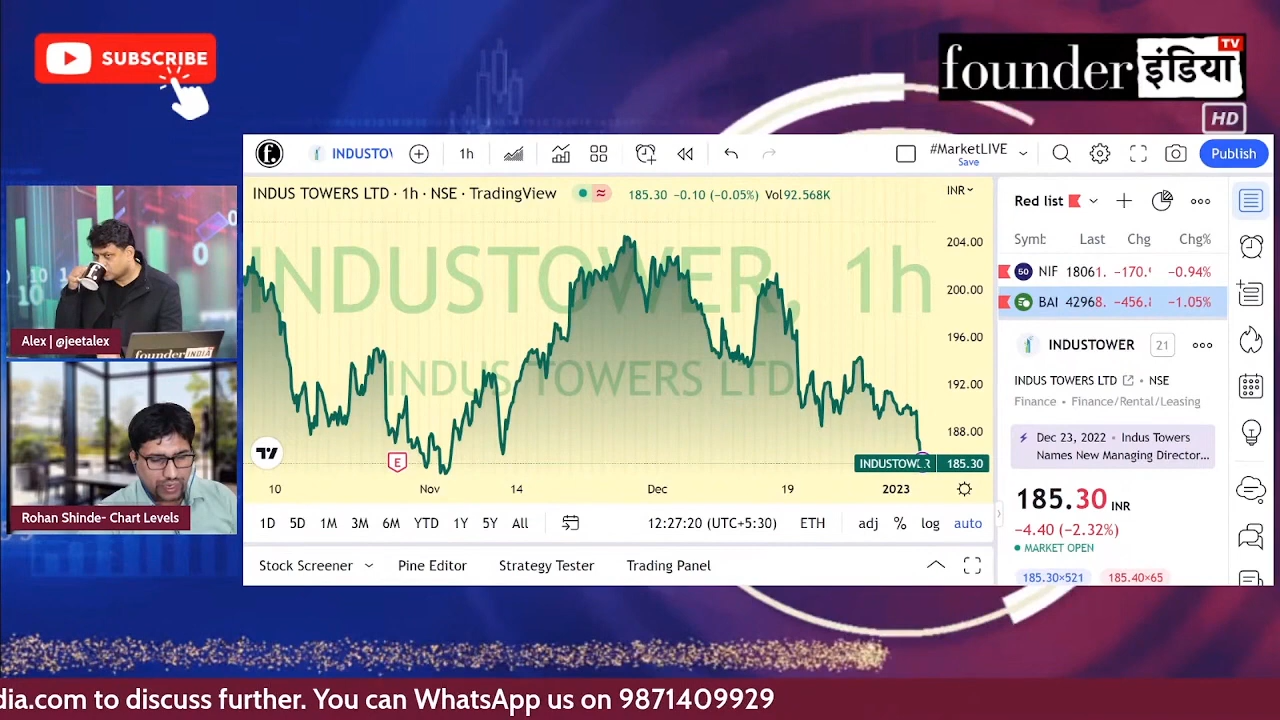 SUBSCRIBE
founder इंडिया TV
HD
INDUSTOV
1h
#MarketLIVE
Save
Publish
INDUS TOWERS LTD · 1h · NSE · TradingView
185.30 −0.10 (−0.05%) Vol92.568K
INR
INDUSTOWER, 1h
INDUS TOWERS LTD
204.00
200.00
196.00
192.00
188.00
E
INDUSTOWER 185.30
10 Nov 14 Dec 19 2023
1D 5D 1M 3M 6M YTD 1Y 5Y All
12:27:20 (UTC+5:30) ETH adj % log auto
Stock Screener Pine Editor Strategy Tester Trading Panel
Red list
Symb Last Chg Chg%
50 NIF 18061. −170. −0.94%
BAI 42968. −456. −1.05%
INDUSTOWER 21
INDUS TOWERS LTD • NSE
Finance • Finance/Rental/Leasing
Dec 23, 2022 • Indus Towers
Names New Managing Director...
185.30 INR
−4.40 (−2.32%)
MARKET OPEN
185.30×521 185.40×65
Alex | @jeetalex
founder INDIA
Rohan Shinde- Chart Levels
dia.com to discuss further. You can WhatsApp us on 9871409929